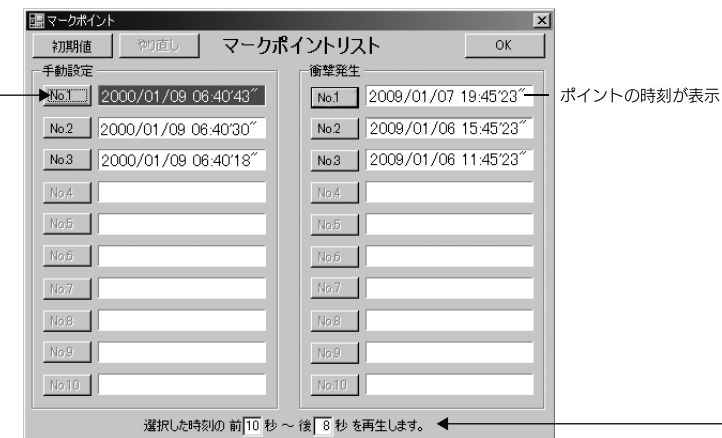 マークポイント
初期値 やり直し マークポイントリスト OK
手動設定
No.1 2000/01/09 06:40'43"
No.2 2000/01/09 06:40'30"
No.3 2000/01/09 06:40'18"
No.4
No.5
No.6
No.7
No.8
No.9
No.10
衝撃発生
No.1 2009/01/07 19:45'23"
No.2 2009/01/06 15:45'23"
No.3 2009/01/06 11:45'23"
No.4
No.5
No.6
No.7
No.8
No.9
No.10
ポイントの時刻が表示
選択した時刻の 前 10 秒 ~ 後 8 秒 を再生します。